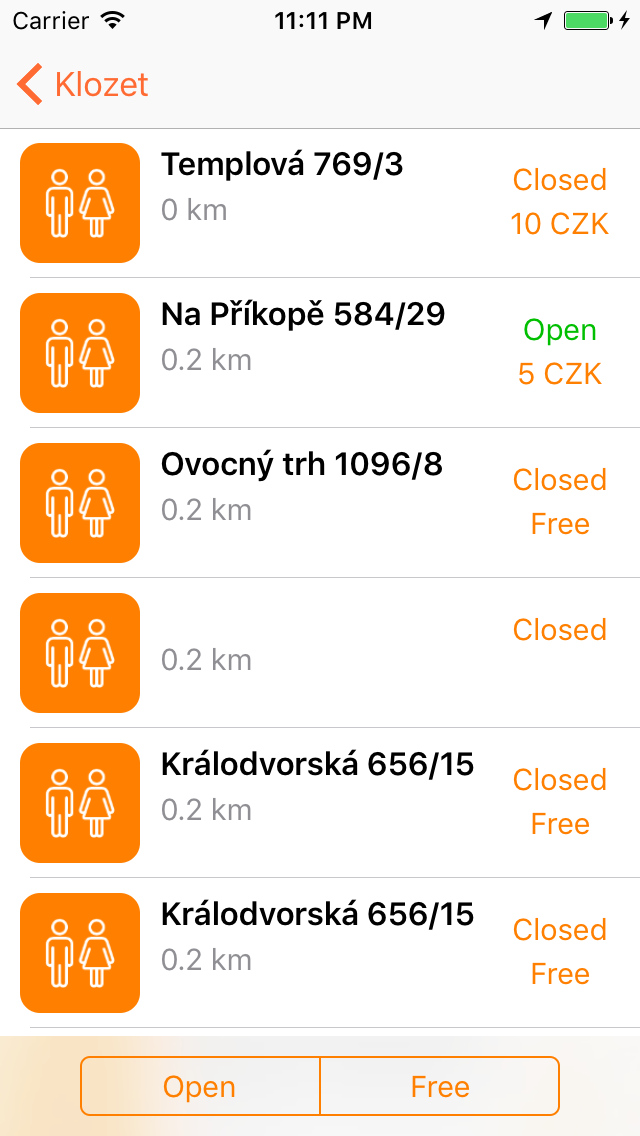 Carrier 11:11 PM
Klozet
Templová 769/3
0 km
Closed
10 CZK
Na Příkopě 584/29
0.2 km
Open
5 CZK
Ovocný trh 1096/8
0.2 km
Closed
Free
0.2 km
Closed
Králodvorská 656/15
0.2 km
Closed
Free
Králodvorská 656/15
0.2 km
Closed
Free
Open Free